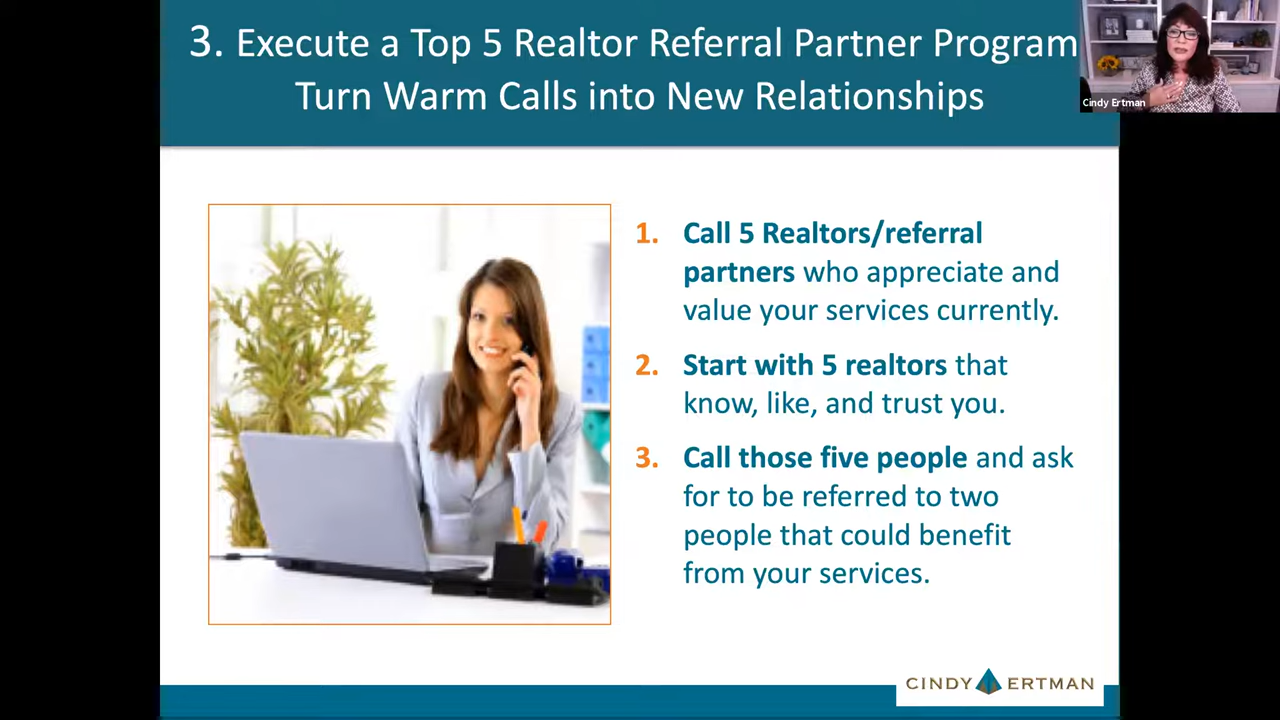 3. Execute a Top 5 Realtor Referral Partner Program
Turn Warm Calls into New Relationships
Cindy Ertman
1. Call 5 Realtors/referral
partners who appreciate and
value your services currently.
2. Start with 5 realtors that
know, like, and trust you.
3. Call those five people and ask
for to be referred to two
people that could benefit
from your services.
CINDY ERTMAN